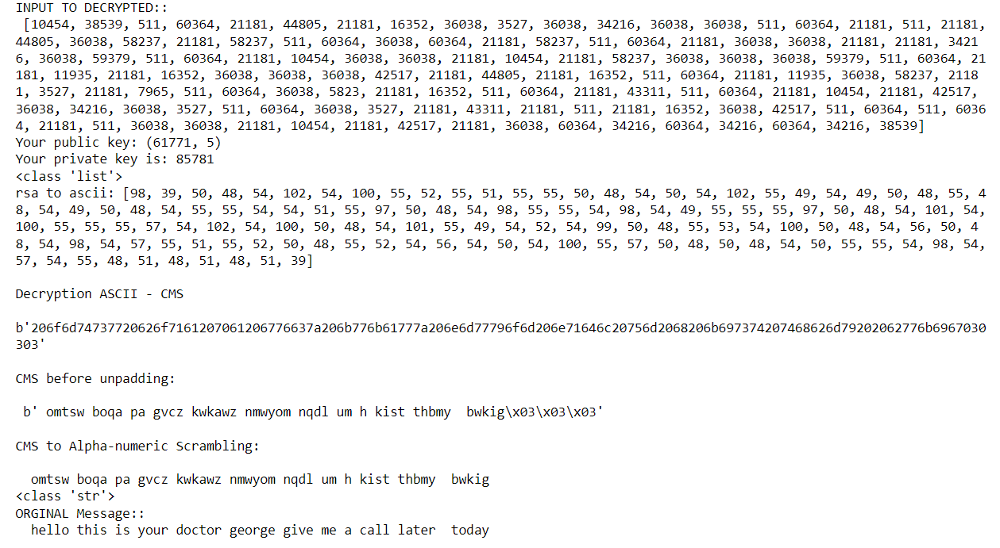 INPUT TO DECRYPTED::
[10454, 38539, 511, 60364, 21181, 44805, 21181, 16352, 36038, 3527, 36038, 34216, 36038, 36038, 511, 60364, 21181, 511, 21181,
44805, 36038, 58237, 21181, 58237, 511, 60364, 36038, 60364, 21181, 58237, 511, 60364, 21181, 36038, 36038, 21181, 21181, 3421
6, 36038, 59379, 511, 60364, 21181, 10454, 36038, 36038, 21181, 10454, 21181, 58237, 36038, 36038, 36038, 59379, 511, 60364, 21
181, 11935, 21181, 16352, 36038, 36038, 36038, 42517, 21181, 44805, 21181, 16352, 511, 60364, 21181, 11935, 36038, 58237, 2118
1, 3527, 21181, 7965, 511, 60364, 36038, 5823, 21181, 16352, 511, 60364, 21181, 43311, 511, 60364, 21181, 10454, 21181, 42517,
36038, 34216, 36038, 3527, 511, 60364, 36038, 3527, 21181, 43311, 21181, 511, 21181, 16352, 36038, 42517, 511, 60364, 511, 6036
4, 21181, 511, 36038, 36038, 21181, 10454, 21181, 42517, 21181, 36038, 60364, 34216, 60364, 34216, 60364, 34216, 38539]
Your public key: (61771, 5)
Your private key is: 85781
<class 'list'>
rsa to ascii: [98, 39, 50, 48, 54, 102, 54, 100, 55, 52, 55, 51, 55, 55, 50, 48, 54, 50, 54, 102, 55, 49, 54, 49, 50, 48, 55, 4
8, 54, 49, 50, 48, 54, 55, 55, 54, 54, 51, 55, 97, 50, 48, 54, 98, 55, 55, 54, 98, 54, 49, 55, 55, 55, 97, 50, 48, 54, 101, 54,
100, 55, 55, 55, 57, 54, 102, 54, 100, 50, 48, 54, 101, 55, 49, 54, 52, 54, 99, 50, 48, 55, 53, 54, 100, 50, 48, 54, 56, 50, 4
8, 54, 98, 54, 57, 55, 51, 55, 52, 50, 48, 55, 52, 54, 56, 54, 50, 54, 100, 55, 57, 50, 48, 50, 48, 54, 50, 55, 55, 54, 98, 54,
57, 54, 55, 48, 51, 48, 51, 48, 51, 39]
Decryption ASCII - CMS
b'206f6d74737720626f7161207061206776637a206b776b61777a206e6d77796f6d206e71646c20756d2068206b697374207468626d79202062776b6967030
303'
CMS before unpadding:
b' omtsw boqa pa gvcz kwkawz nmwyom nqdl um h kist thbmy  bwkig\x03\x03\x03'
CMS to Alpha-numeric Scrambling:
omtsw boqa pa gvcz kwkawz nmwyom nqdl um h kist thbmy  bwkig
<class 'str'>
ORGINAL Message::
hello this is your doctor george give me a call later  today